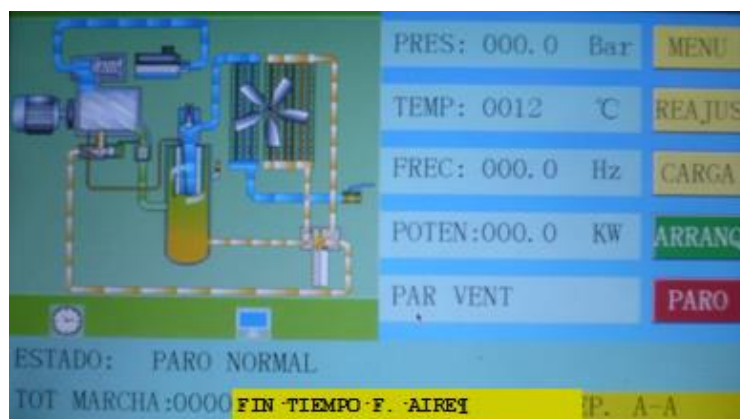 PRES: 000.0 Bar MENU
TEMP: 0012 ℃ REAJUS
FREC: 000.0 Hz CARGA
POTEN:000.0 KW ARRANQ
PAR VENT PARO
ESTADO: PARO NORMAL
TOT MARCHA:0000 FIN·TIEMPO·F.·AIRE¶ EP. A-A